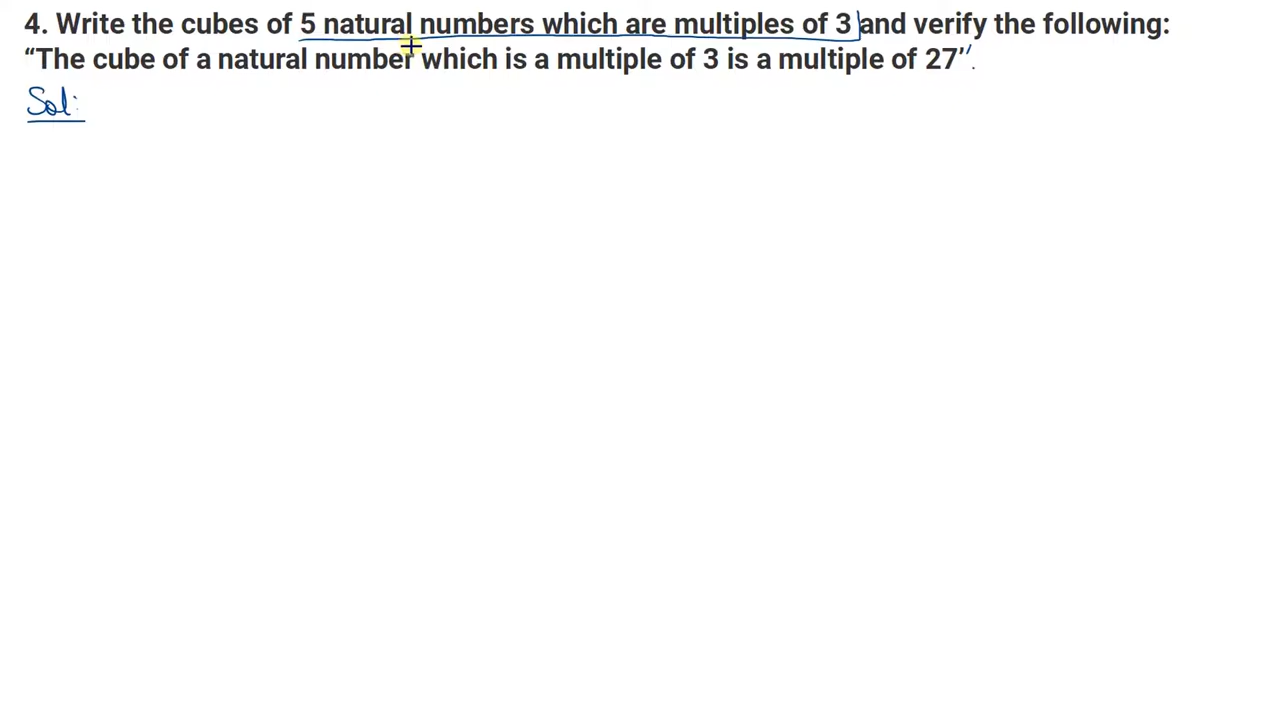 4. Write the cubes of 5 natural numbers which are multiples of 3 and verify the following:
“The cube of a natural number which is a multiple of 3 is a multiple of 27’’.
Sol: